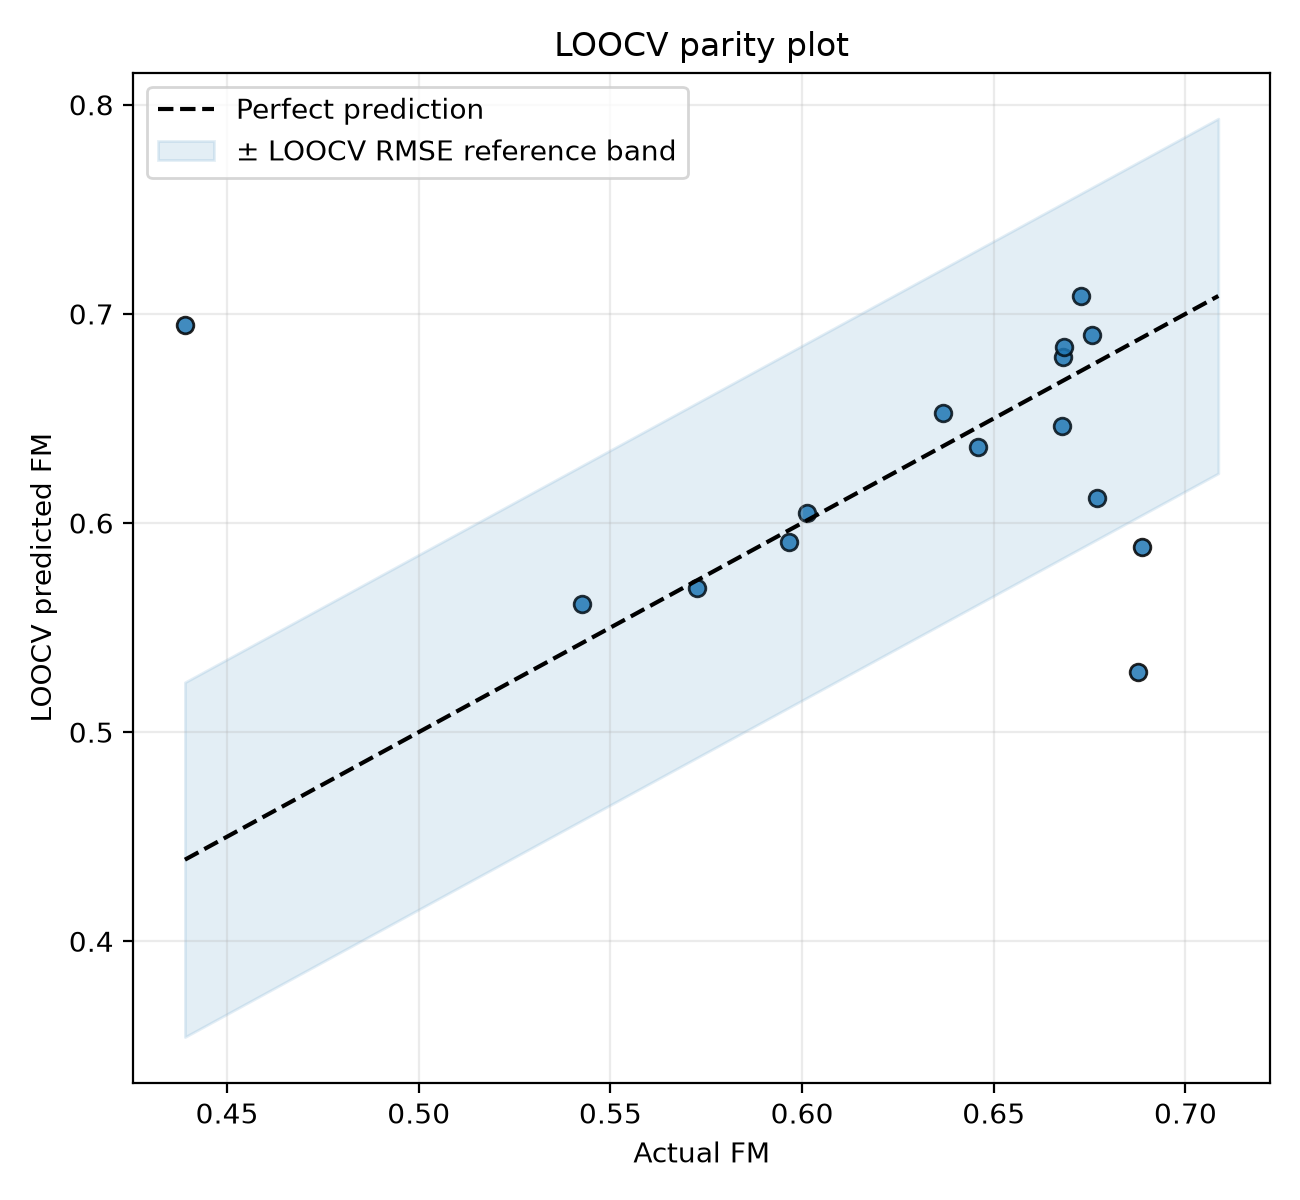 LOOCV parity plot
Perfect prediction
± LOOCV RMSE reference band
0.8
0.7
0.6
0.5
0.4
LOOCV predicted FM
0.45 0.50 0.55 0.60 0.65 0.70
Actual FM